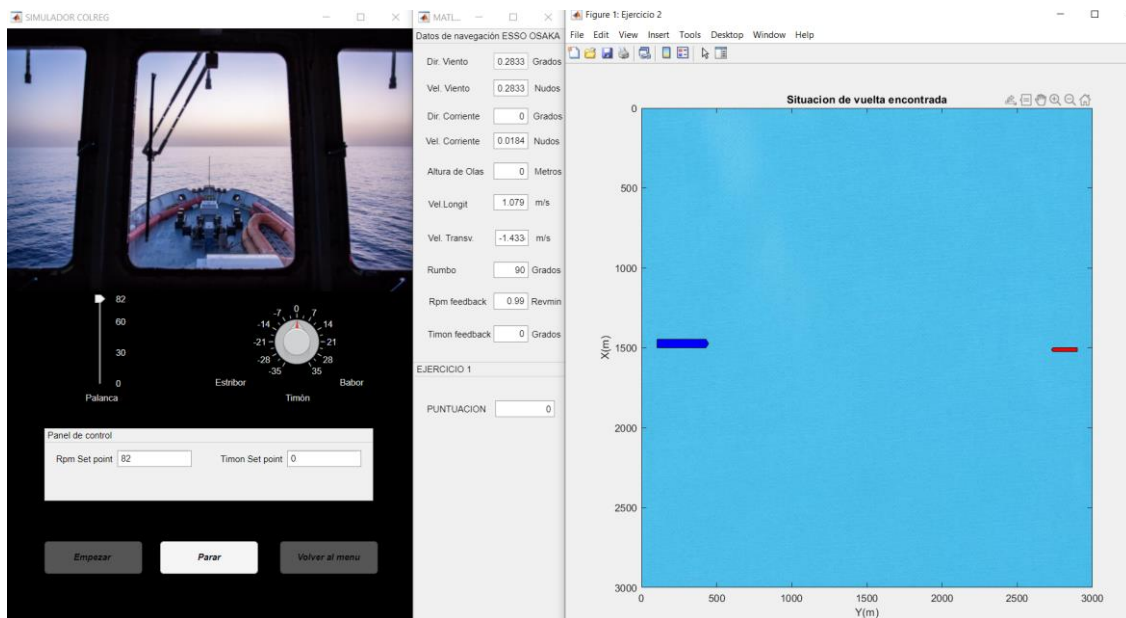 SIMULADOR COLREG
82
60
30
0
Palanca
-35 -28 -21 -14 -7 0 7 14 21 28 35
Estribor Babor
Timón
Panel de control
Rpm Set point 82 Timon Set point 0
Empezar Parar Volver al menu
MATL...
Datos de navegación ESSO OSAKA
Dir. Viento 0.2833 Grados
Vel. Viento 0.2833 Nudos
Dir. Corriente 0 Grados
Vel. Corriente 0.0184 Nudos
Altura de Olas 0 Metros
Vel.Longit 1.079 m/s
Vel. Transv. -1.433 m/s
Rumbo 90 Grados
Rpm feedback 0.99 Revmin
Timon feedback 0 Grados
EJERCICIO 1
PUNTUACION 0
Figure 1: Ejercicio 2
File Edit View Insert Tools Desktop Window Help
Situacion de vuelta encontrada
0
500
1000
1500
2000
2500
3000
X(m)
0 500 1000 1500 2000 2500 3000
Y(m)